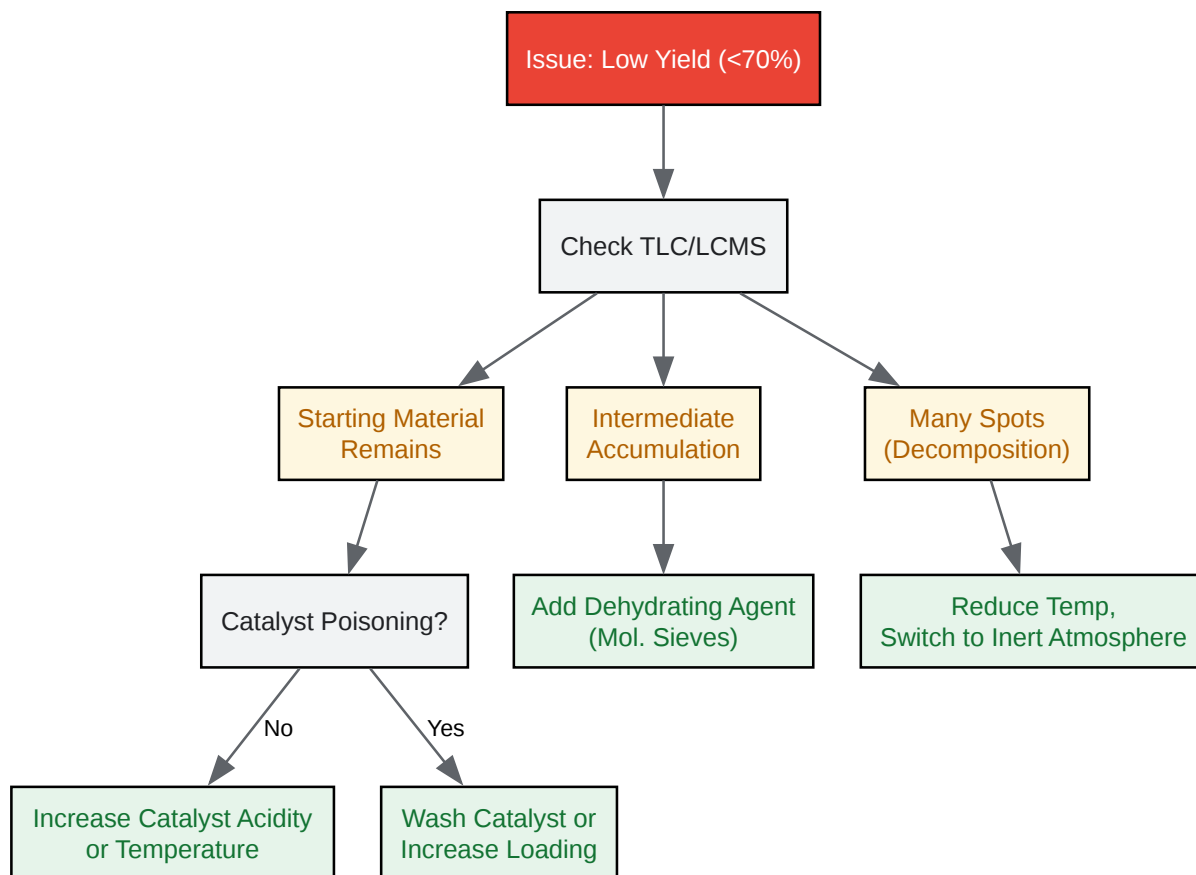 Issue: Low Yield (<70%)
Check TLC/LCMS
Starting Material
Remains
Intermediate
Accumulation
Many Spots
(Decomposition)
Catalyst Poisoning?
Add Dehydrating Agent
(Mol. Sieves)
Reduce Temp,
Switch to Inert Atmosphere
No
Yes
Increase Catalyst Acidity
or Temperature
Wash Catalyst or
Increase Loading